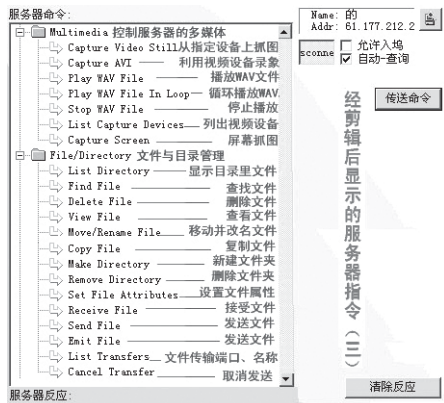 服务器命令:
Multimedia 控制服务器的多媒体
Capture Video Still从指定设备上抓图
Capture AVI 利用视频设备录象
Play WAV File 播放WAV文件
Play WAV File In Loop 循环播放WAV.
Stop WAV File 停止播放
List Capture Devices 列出视频设备
Capture Screen 屏幕抓图
File/Directory 文件与目录管理
List Directory 显示目录里文件
Find File 查找文件
Delete File 删除文件
View File 查看文件
Move/Rename File 移动并改名文件
Copy File 复制文件
Make Directory 新建文件夹
Remove Directory 删除文件夹
Set File Attributes 设置文件属性
Receive File 接受文件
Send File 发送文件
Emit File 发送文件
List Transfers 文件传输端口、名称
Cancel Transfer 取消发送
服务器反应:
Name: 的
Addr: 61.177.212.2
sconne
允许入坞
自动-查询
传送命令
经剪辑后显示的服务器指令(三)
清除反应